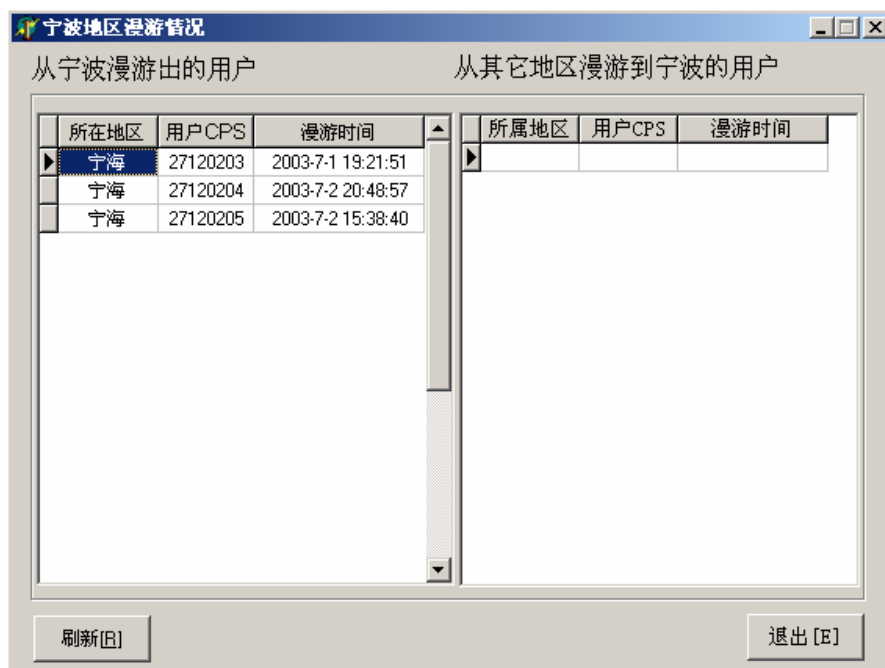 宁波地区漫游情况
从宁波漫游出的用户
从其它地区漫游到宁波的用户
所在地区 用户CPS 漫游时间
宁海 27120203 2003-7-1 19:21:51
宁海 27120204 2003-7-2 20:48:57
宁海 27120205 2003-7-2 15:38:40
所属地区 用户CPS 漫游时间
刷新[R]
退出[E]